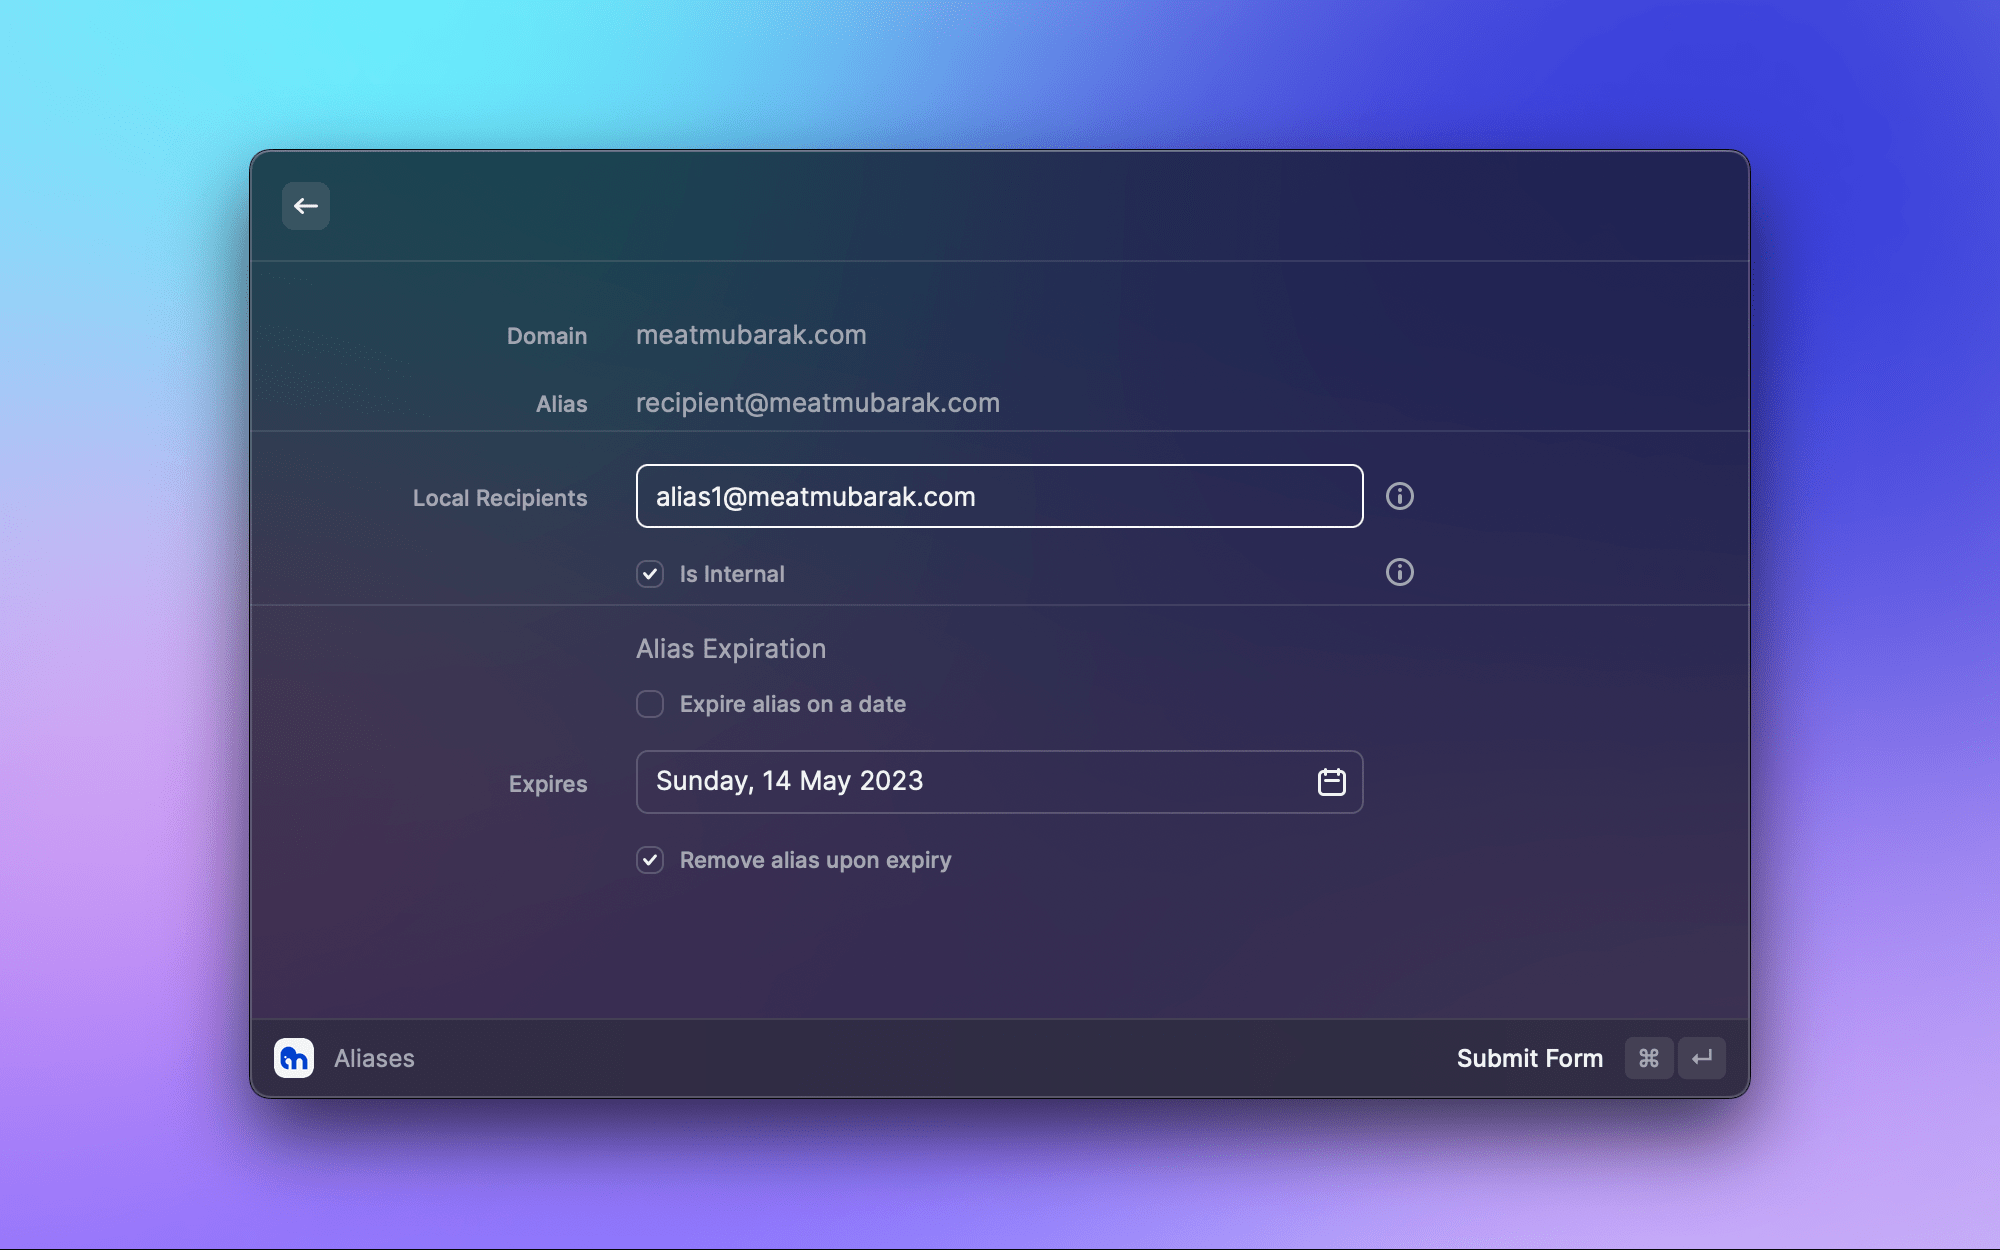 Domain meatmubarak.com
Alias recipient@meatmubarak.com
Local Recipients alias1@meatmubarak.com
Is Internal
Alias Expiration
Expire alias on a date
Expires Sunday, 14 May 2023
Remove alias upon expiry
Aliases Submit Form ⌘ ↵